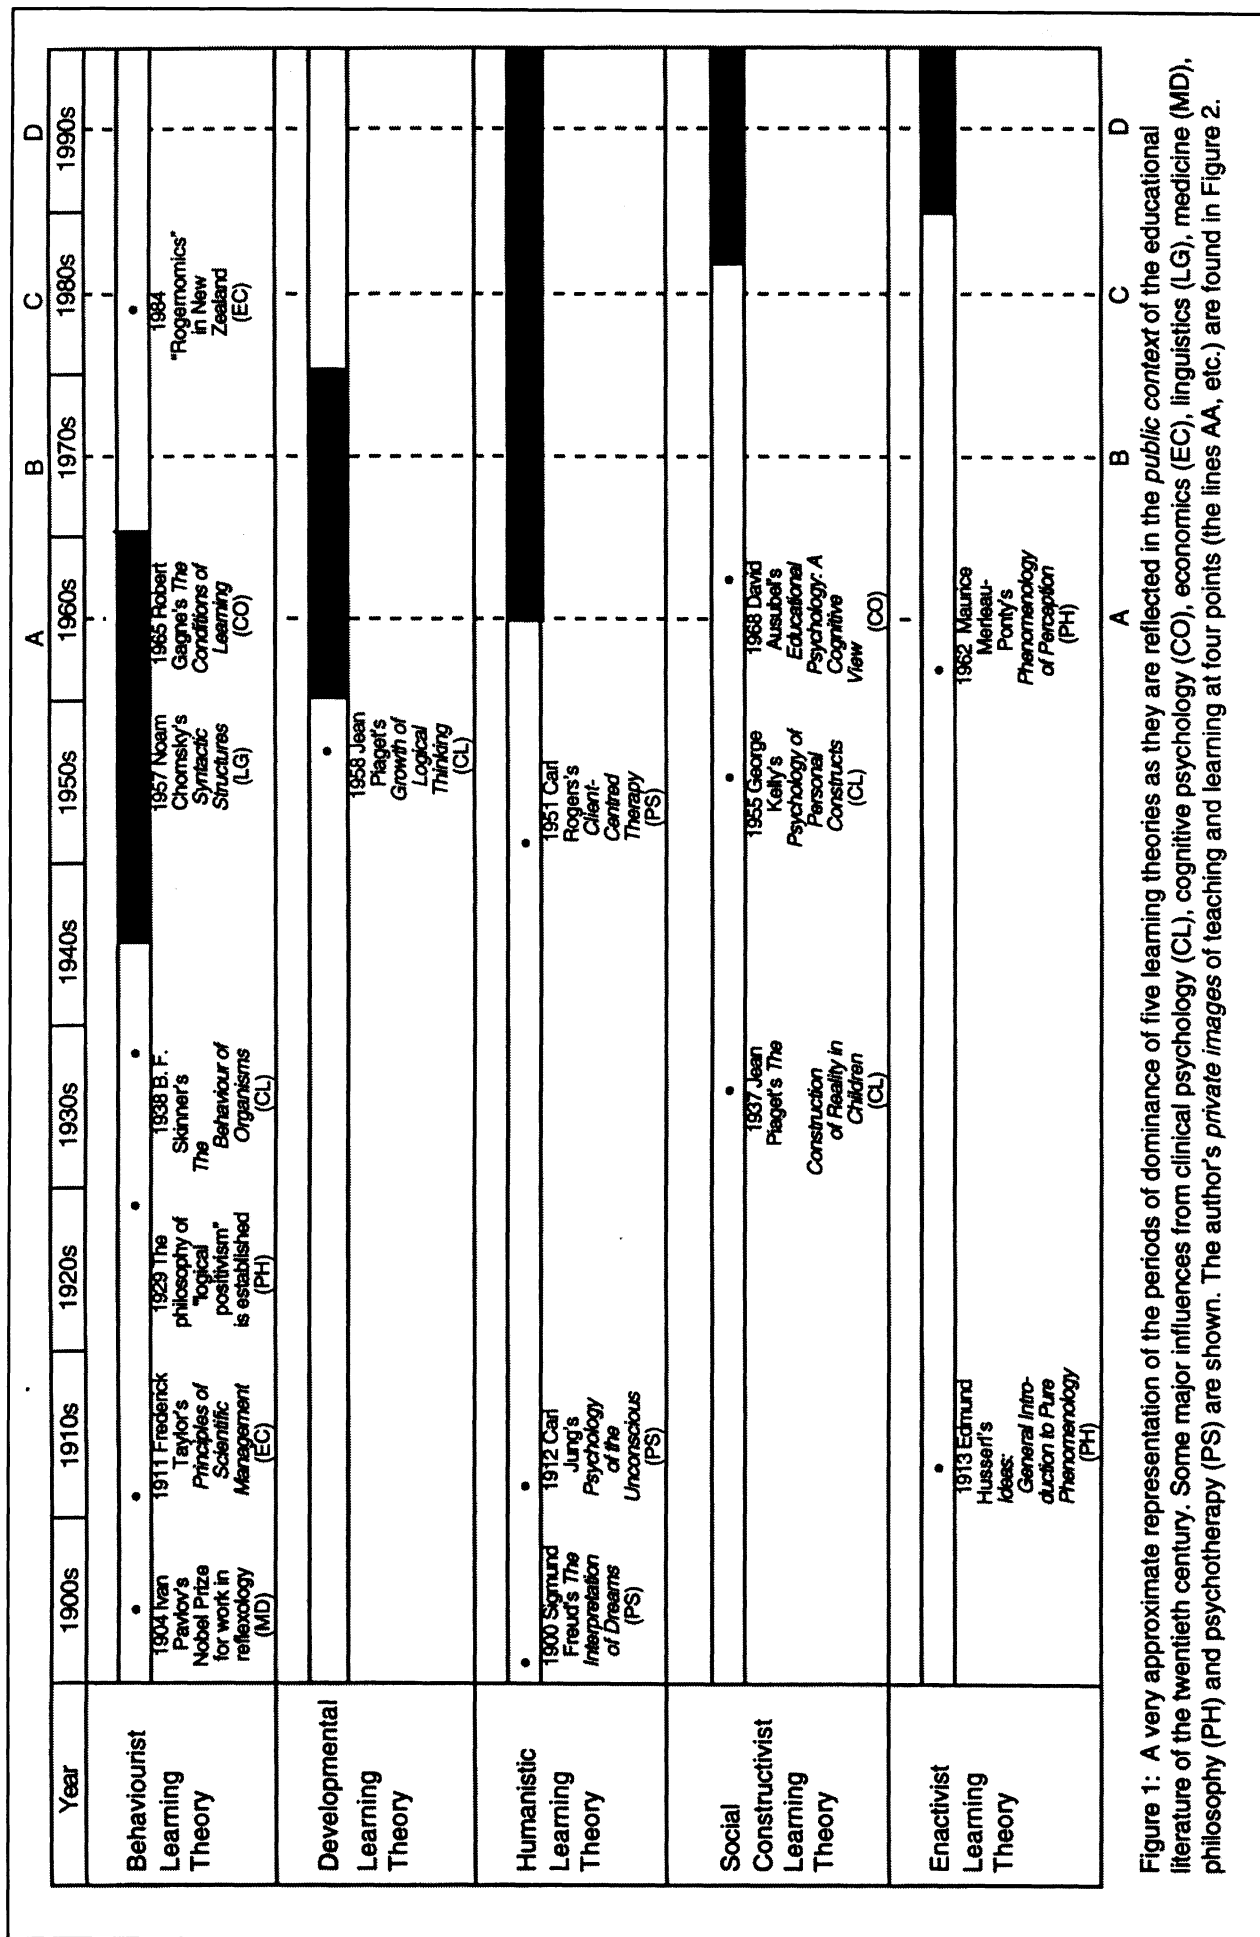 A B C D
Year 1900s 1910s 1920s 1930s 1940s 1950s 1960s 1970s 1980s 1990s
Behaviourist
Learning
Theory
1904 Ivan
Pavlov's
Nobel Prize
for work in
reflexology
(MD)
1911 Frederick
Taylor's
Principles of
Scientific
Management
(EC)
1929 The
philosophy of
"logical
positivism"
is established
(PH)
1938 B. F.
Skinner's
The
Behaviour of
Organisms
(CL)
1957 Noam
Chomsky's
Syntactic
Structures
(LG)
1965 Robert
Gagne's The
Conditions of
Learning
(CO)
1984
"Rogernomics"
in New
Zealand
(EC)
Developmental
Learning
Theory
1958 Jean
Piaget's
Growth of
Logical
Thinking
(CL)
Humanistic
Learning
Theory
1900 Sigmund
Freud's The
Interpretation
of Dreams
(PS)
1912 Carl
Jung's
Psychology
of the
Unconscious
(PS)
1951 Carl
Rogers's
Client-
Centred
Therapy
(PS)
Social
Constructivist
Learning
Theory
1937 Jean
Piaget's The
Construction
of Reality in
Children
(CL)
1955 George
Kelly's
Psychology of
Personal
Constructs
(CL)
1968 David
Ausubel's
Educational
Psychology: A
Cognitive
View
(CO)
Enactivist
Learning
Theory
1913 Edmund
Husserl's
Ideas:
General Intro-
duction to Pure
Phenomenology
(PH)
1962 Maurice
Merleau-
Ponty's
Phenomenology
of Perception
(PH)
A B C D
Figure 1: A very approximate representation of the periods of dominance of five learning theories as they are reflected in the public context of the educational
literature of the twentieth century. Some major influences from clinical psychology (CL), cognitive psychology (CO), economics (EC), linguistics (LG), medicine (MD),
philosophy (PH) and psychotherapy (PS) are shown. The author's private images of teaching and learning at four points (the lines AA, etc.) are found in Figure 2.